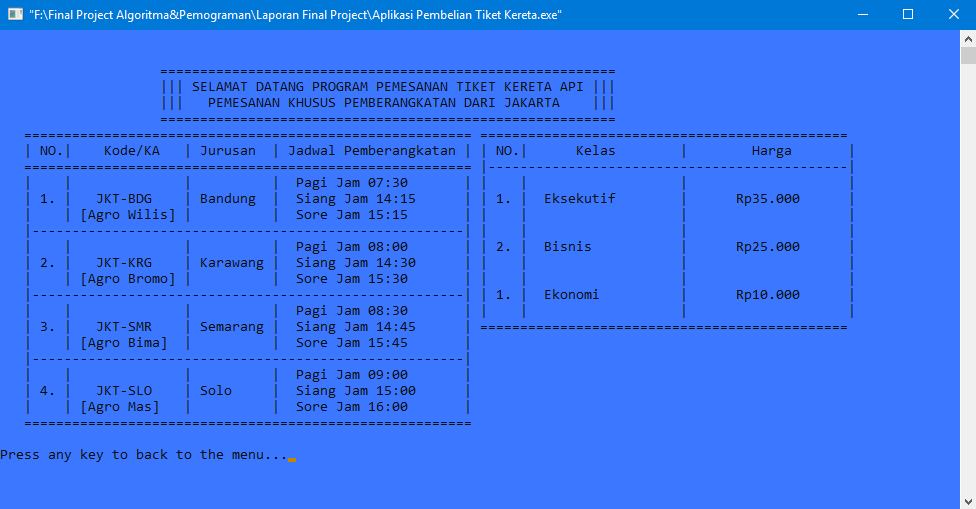 "F:\Final Project Algoritma&Pemograman\Laporan Final Project\Aplikasi Pembelian Tiket Kereta.exe"
||| SELAMAT DATANG PROGRAM PEMESANAN TIKET KERETA API |||
||| PEMESANAN KHUSUS PEMBERANGKATAN DARI JAKARTA |||
| NO.| Kode/KA | Jurusan | Jadwal Pemberangkatan |
Pagi Jam 07:30
| 1. | JKT-BDG | Bandung | Siang Jam 14:15
[Agro Wilis] | Sore Jam 15:15
Pagi Jam 08:00
| 2. | JKT-KRG | Karawang | Siang Jam 14:30
[Agro Bromo] | Sore Jam 15:30
Pagi Jam 08:30
| 3. | JKT-SMR | Semarang | Siang Jam 14:45
[Agro Bima] | Sore Jam 15:45
Pagi Jam 09:00
| 4. | JKT-SLO | Solo | Siang Jam 15:00
[Agro Mas] | Sore Jam 16:00
| NO.| Kelas | Harga |
| 1. | Eksekutif | Rp35.000 |
| 2. | Bisnis | Rp25.000 |
| 1. | Ekonomi | Rp10.000 |
Press any key to back to the menu...